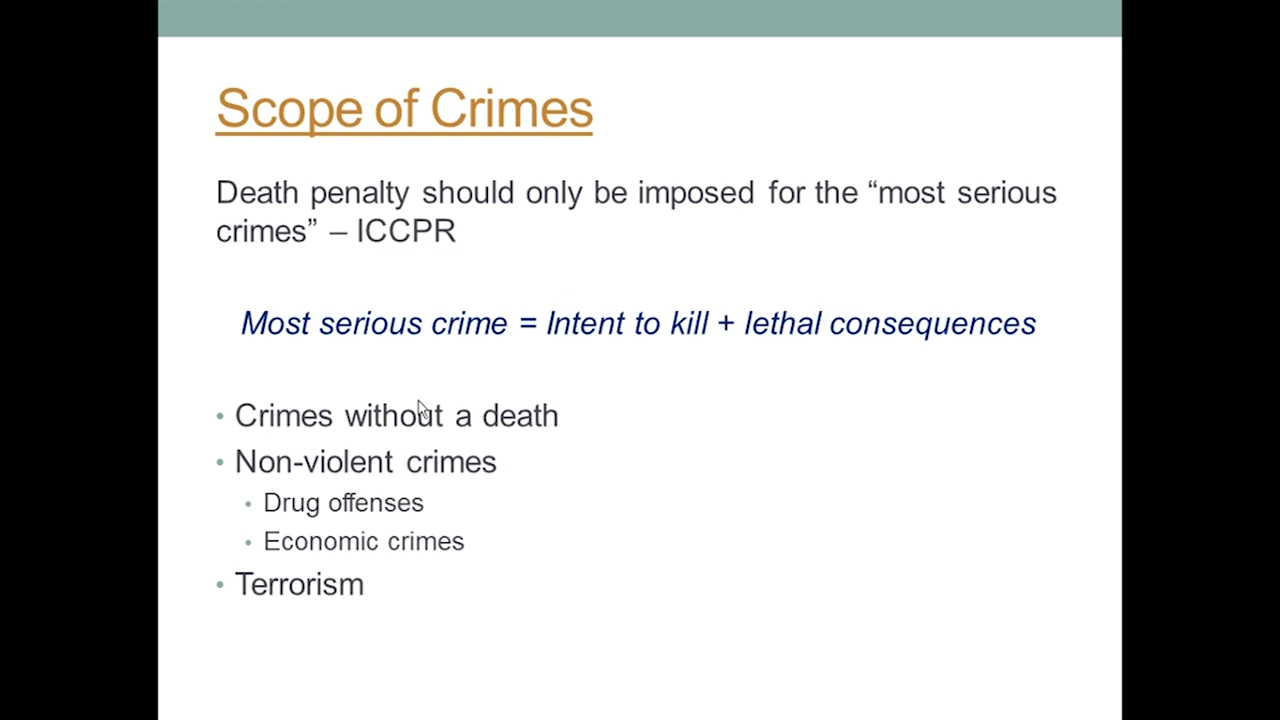 Scope of Crimes
Death penalty should only be imposed for the “most serious
crimes” – ICCPR
Most serious crime = Intent to kill + lethal consequences
• Crimes without a death
• Non-violent crimes
• Drug offenses
• Economic crimes
• Terrorism